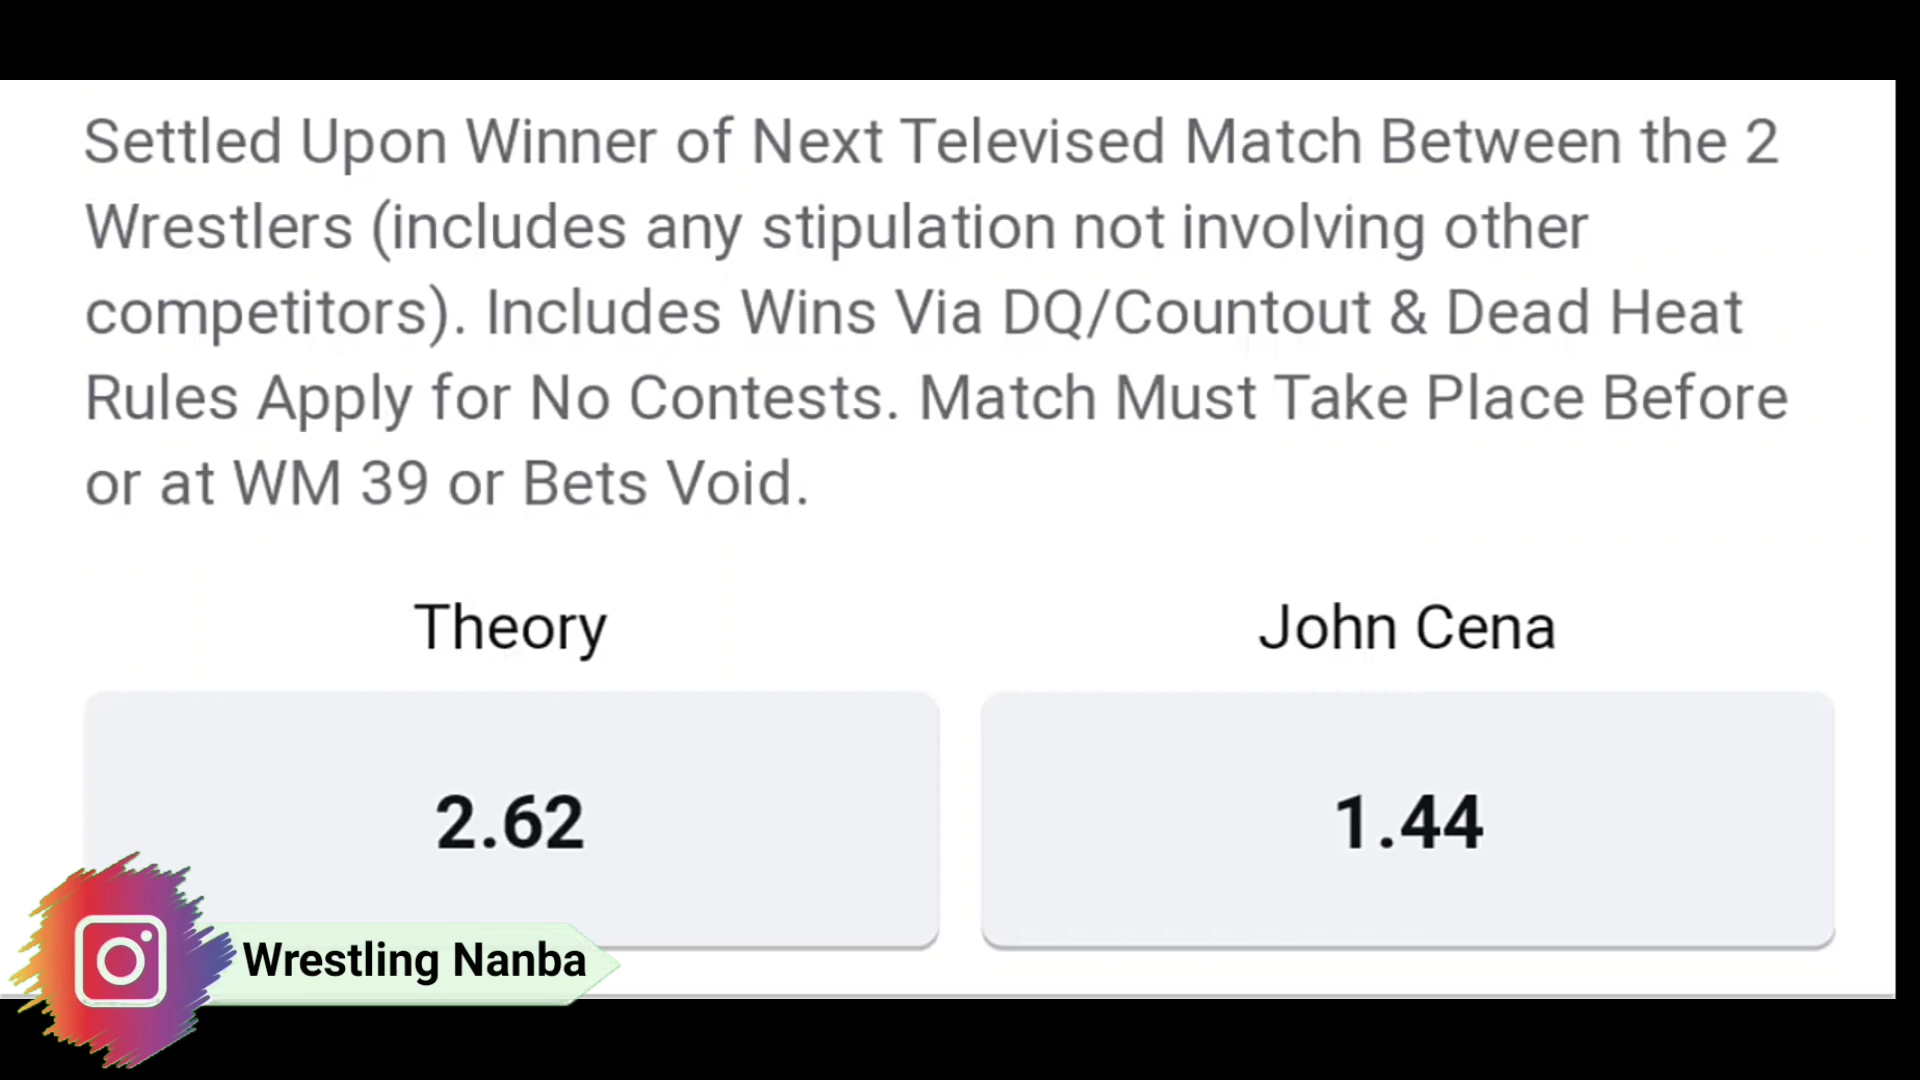 Settled Upon Winner of Next Televised Match Between the 2
Wrestlers (includes any stipulation not involving other
competitors). Includes Wins Via DQ/Countout & Dead Heat
Rules Apply for No Contests. Match Must Take Place Before
or at WM 39 or Bets Void.
Theory
John Cena
2.62
1.44
Wrestling Nanba